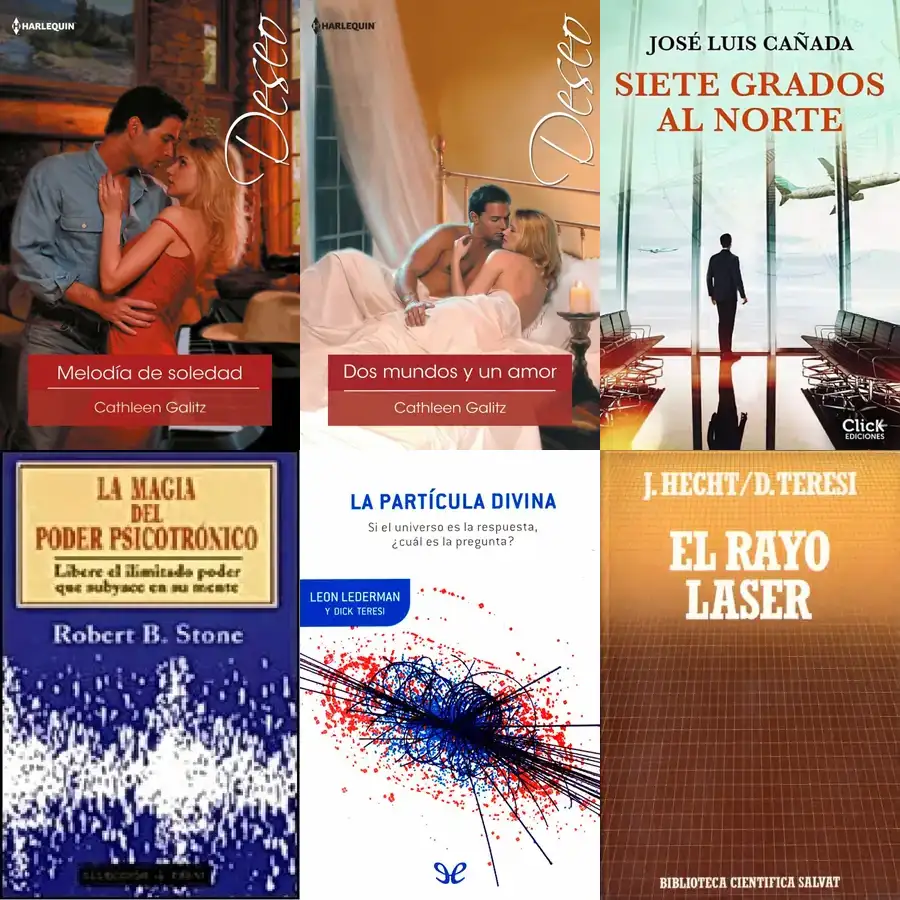 HARLEQUIN
Deseo
Melodía de soledad
Cathleen Galitz
HARLEQUIN
Deseo
Dos mundos y un amor
Cathleen Galitz
JOSÉ LUIS CAÑADA
SIETE GRADOS
AL NORTE
Click
EDICIONES
LA MAGIA
DEL
PODER PSICOTRÓNICO
Libere el ilimitado poder
que subyace en su mente
Robert B. Stone
LA PARTÍCULA DIVINA
Si el universo es la respuesta,
¿cuál es la pregunta?
LEON LEDERMAN
Y DICK TERESI
J. HECHT/D. TERESI
EL RAYO
LASER
BIBLIOTECA CIENTIFICA SALVAT